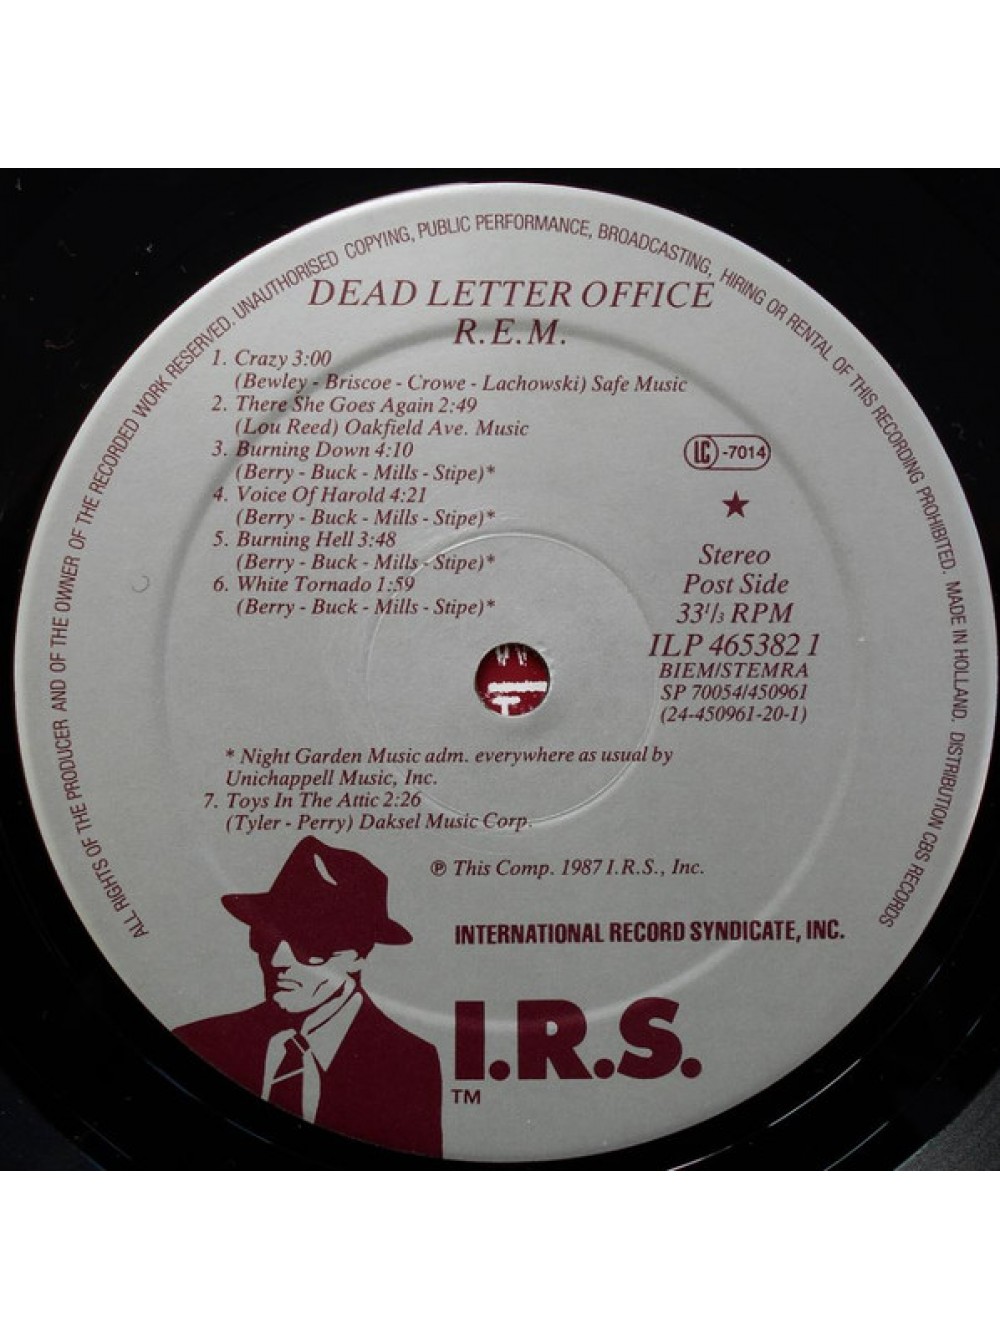 ALL RIGHTS OF THE PRODUCER AND OF THE OWNER OF THE RECORDED WORK RESERVED. UNAUTHORISED COPYING, PUBLIC PERFORMANCE, BROADCASTING, HIRING OR RENTAL OF THIS RECORDING PROHIBITED. MADE IN HOLLAND. DISTRIBUTION CBS RECORDS
DEAD LETTER OFFICE
R.E.M.
1. Crazy 3:00
(Bewley - Briscoe - Crowe - Lachowski) Safe Music
2. There She Goes Again 2:49
(Lou Reed) Oakfield Ave. Music
3. Burning Down 4:10
(Berry - Buck - Mills - Stipe)*
4. Voice Of Harold 4:21
(Berry - Buck - Mills - Stipe)*
5. Burning Hell 3:48
(Berry - Buck - Mills - Stipe)*
6. White Tornado 1:59
(Berry - Buck - Mills - Stipe)*
LC -7014
★
Stereo
Post Side
33⅓ RPM
ILP 465382 1
BIEM/STEMRA
SP 70054/450961
(24-450961-20-1)
* Night Garden Music adm. everywhere as usual by
Unichappell Music, Inc.
7. Toys In The Attic 2:26
(Tyler - Perry) Daksel Music Corp.
℗ This Comp. 1987 I.R.S., Inc.
INTERNATIONAL RECORD SYNDICATE, INC.
I.R.S.
TM